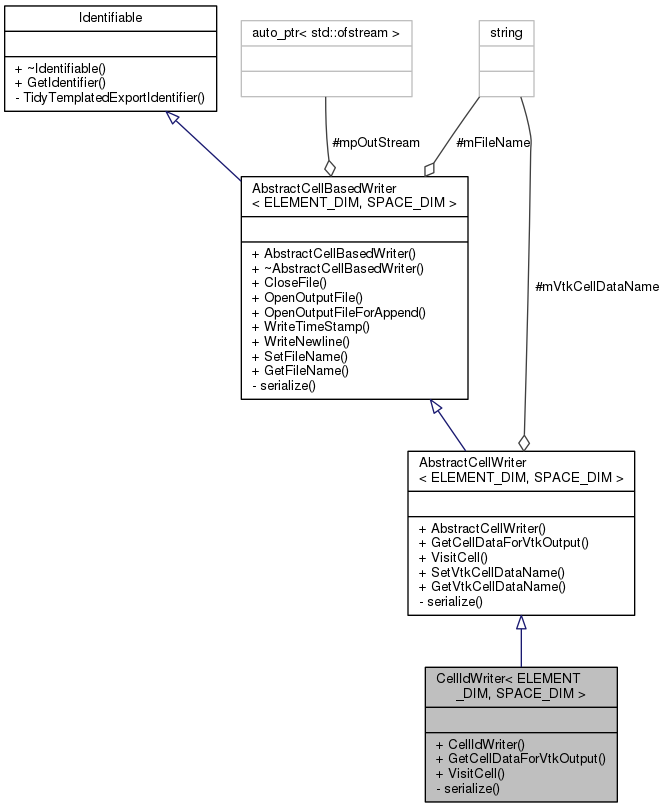 Identifiable
+ ~Identifiable()
+ GetIdentifier()
- TidyTemplatedExportIdentifier()
auto_ptr< std::ofstream >
string
#mpOutStream
#mFileName
AbstractCellBasedWriter
< ELEMENT_DIM, SPACE_DIM >
+ AbstractCellBasedWriter()
+ ~AbstractCellBasedWriter()
+ CloseFile()
+ OpenOutputFile()
+ OpenOutputFileForAppend()
+ WriteTimeStamp()
+ WriteNewline()
+ SetFileName()
+ GetFileName()
- serialize()
#mVtkCellDataName
AbstractCellWriter
< ELEMENT_DIM, SPACE_DIM >
+ AbstractCellWriter()
+ GetCellDataForVtkOutput()
+ VisitCell()
+ SetVtkCellDataName()
+ GetVtkCellDataName()
- serialize()
CellIdWriter< ELEMENT
_DIM, SPACE_DIM >
+ CellIdWriter()
+ GetCellDataForVtkOutput()
+ VisitCell()
- serialize()